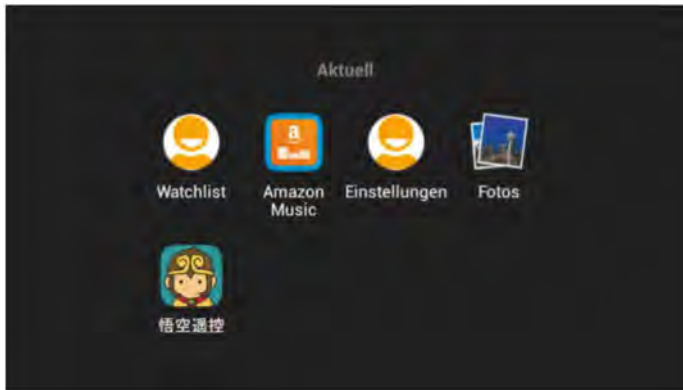 Aktuell
Watchlist
Amazon
Music
Einstellungen
Fotos
悟空遥控